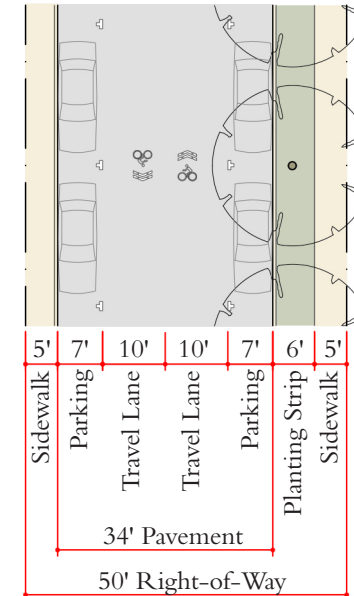 5' 7' 10' 10' 7' 6' 5'
Sidewalk
Parking
Travel Lane
Travel Lane
Parking
Planting Strip
Sidewalk
34' Pavement
50' Right-of-Way